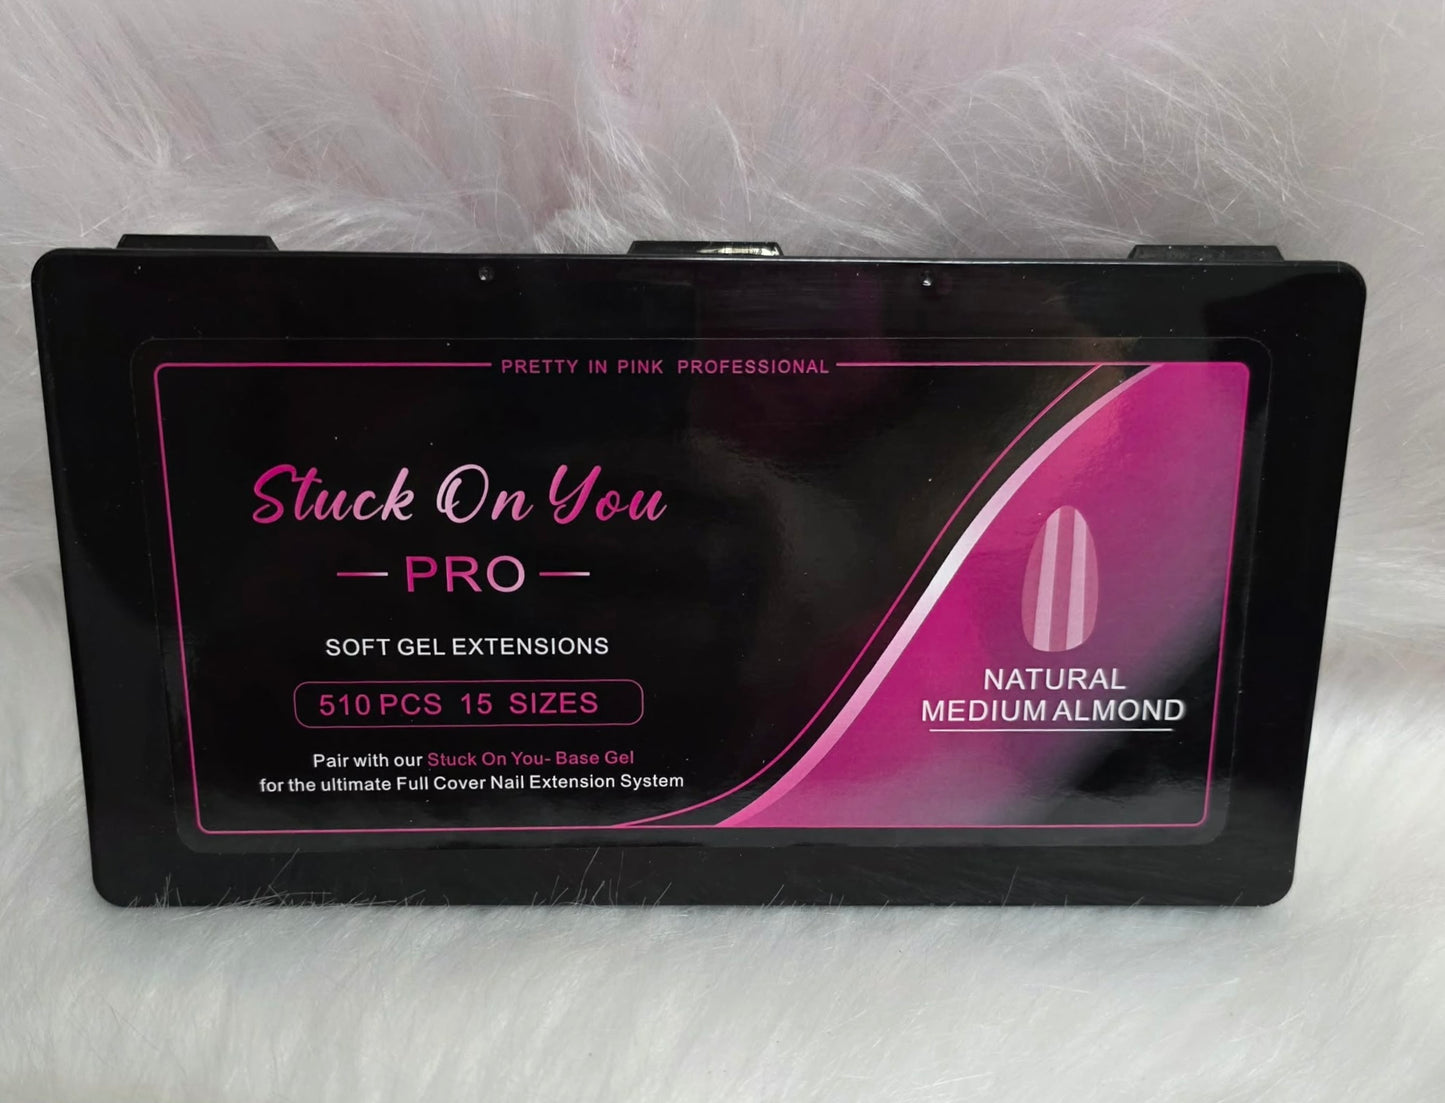 PRETTY IN PINK PROFESSIONAL
Stuck On You
PRO
SOFT GEL EXTENSIONS
510 PCS 15 SIZES
Pair with our Stuck On You- Base Gel
for the ultimate Full Cover Nail Extension System
NATURAL
MEDIUM ALMOND